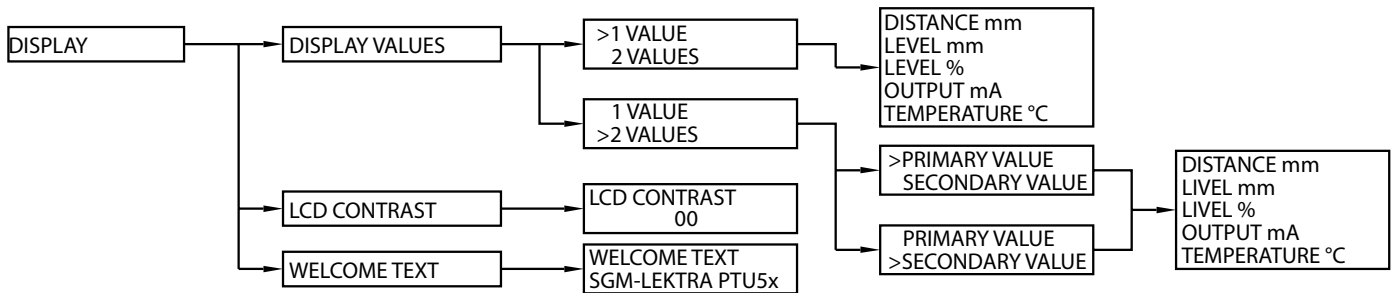 DISPLAY
DISPLAY VALUES
>1 VALUE
2 VALUES
DISTANCE mm
LEVEL mm
LEVEL %
OUTPUT mA
TEMPERATURE °C
1 VALUE
>2 VALUES
>PRIMARY VALUE
SECONDARY VALUE
PRIMARY VALUE
>SECONDARY VALUE
DISTANCE mm
LIVEL mm
LIVEL %
OUTPUT mA
TEMPERATURE °C
LCD CONTRAST
LCD CONTRAST
00
WELCOME TEXT
WELCOME TEXT
SGM-LEKTRA PTU5x